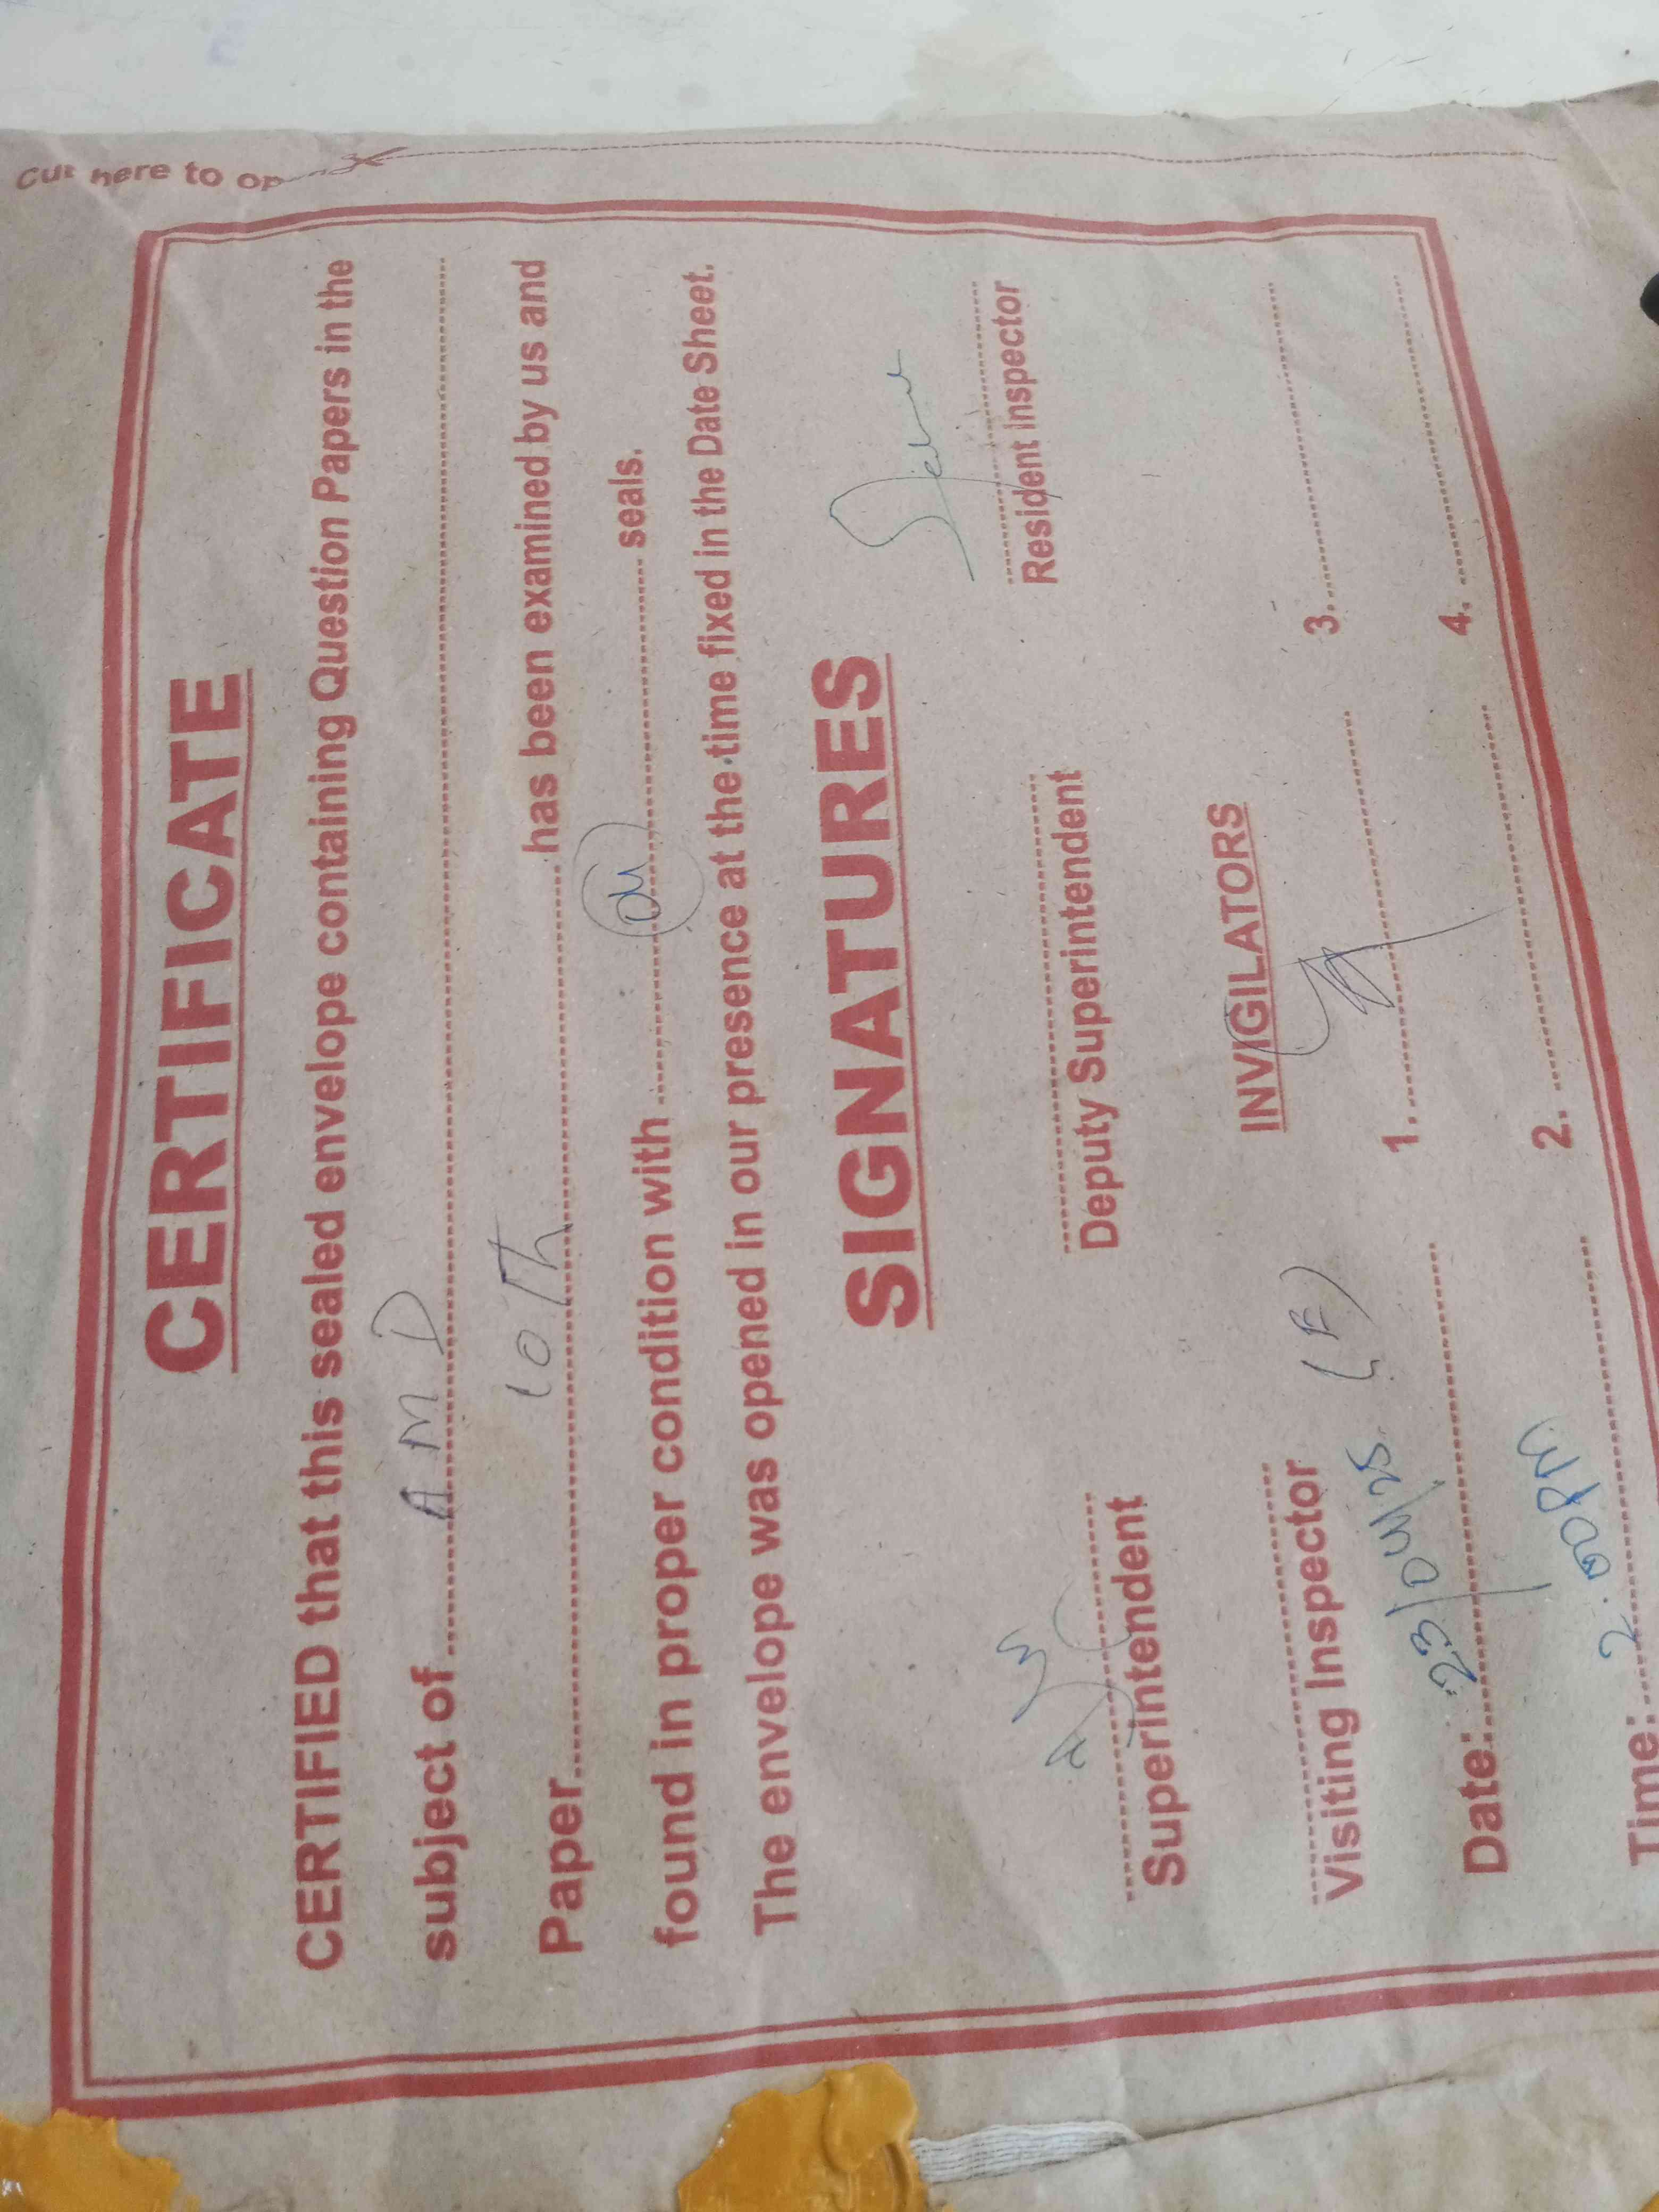 Cut here to op
CERTIFICATE
CERTIFIED that this sealed envelope containing Question Papers in the
subject of A M D
Paper 10Th has been examined by us and
found in proper condition with seals.
The envelope was opened in our presence at the time fixed in the Date Sheet.
SIGNATURES
Superintendent
Deputy Superintendent
Resident Inspector
Visiting Inspector
INVIGILATORS
(F)
Date: 23/04/25
1.
3.
Time: 2:00PM
2.
4.